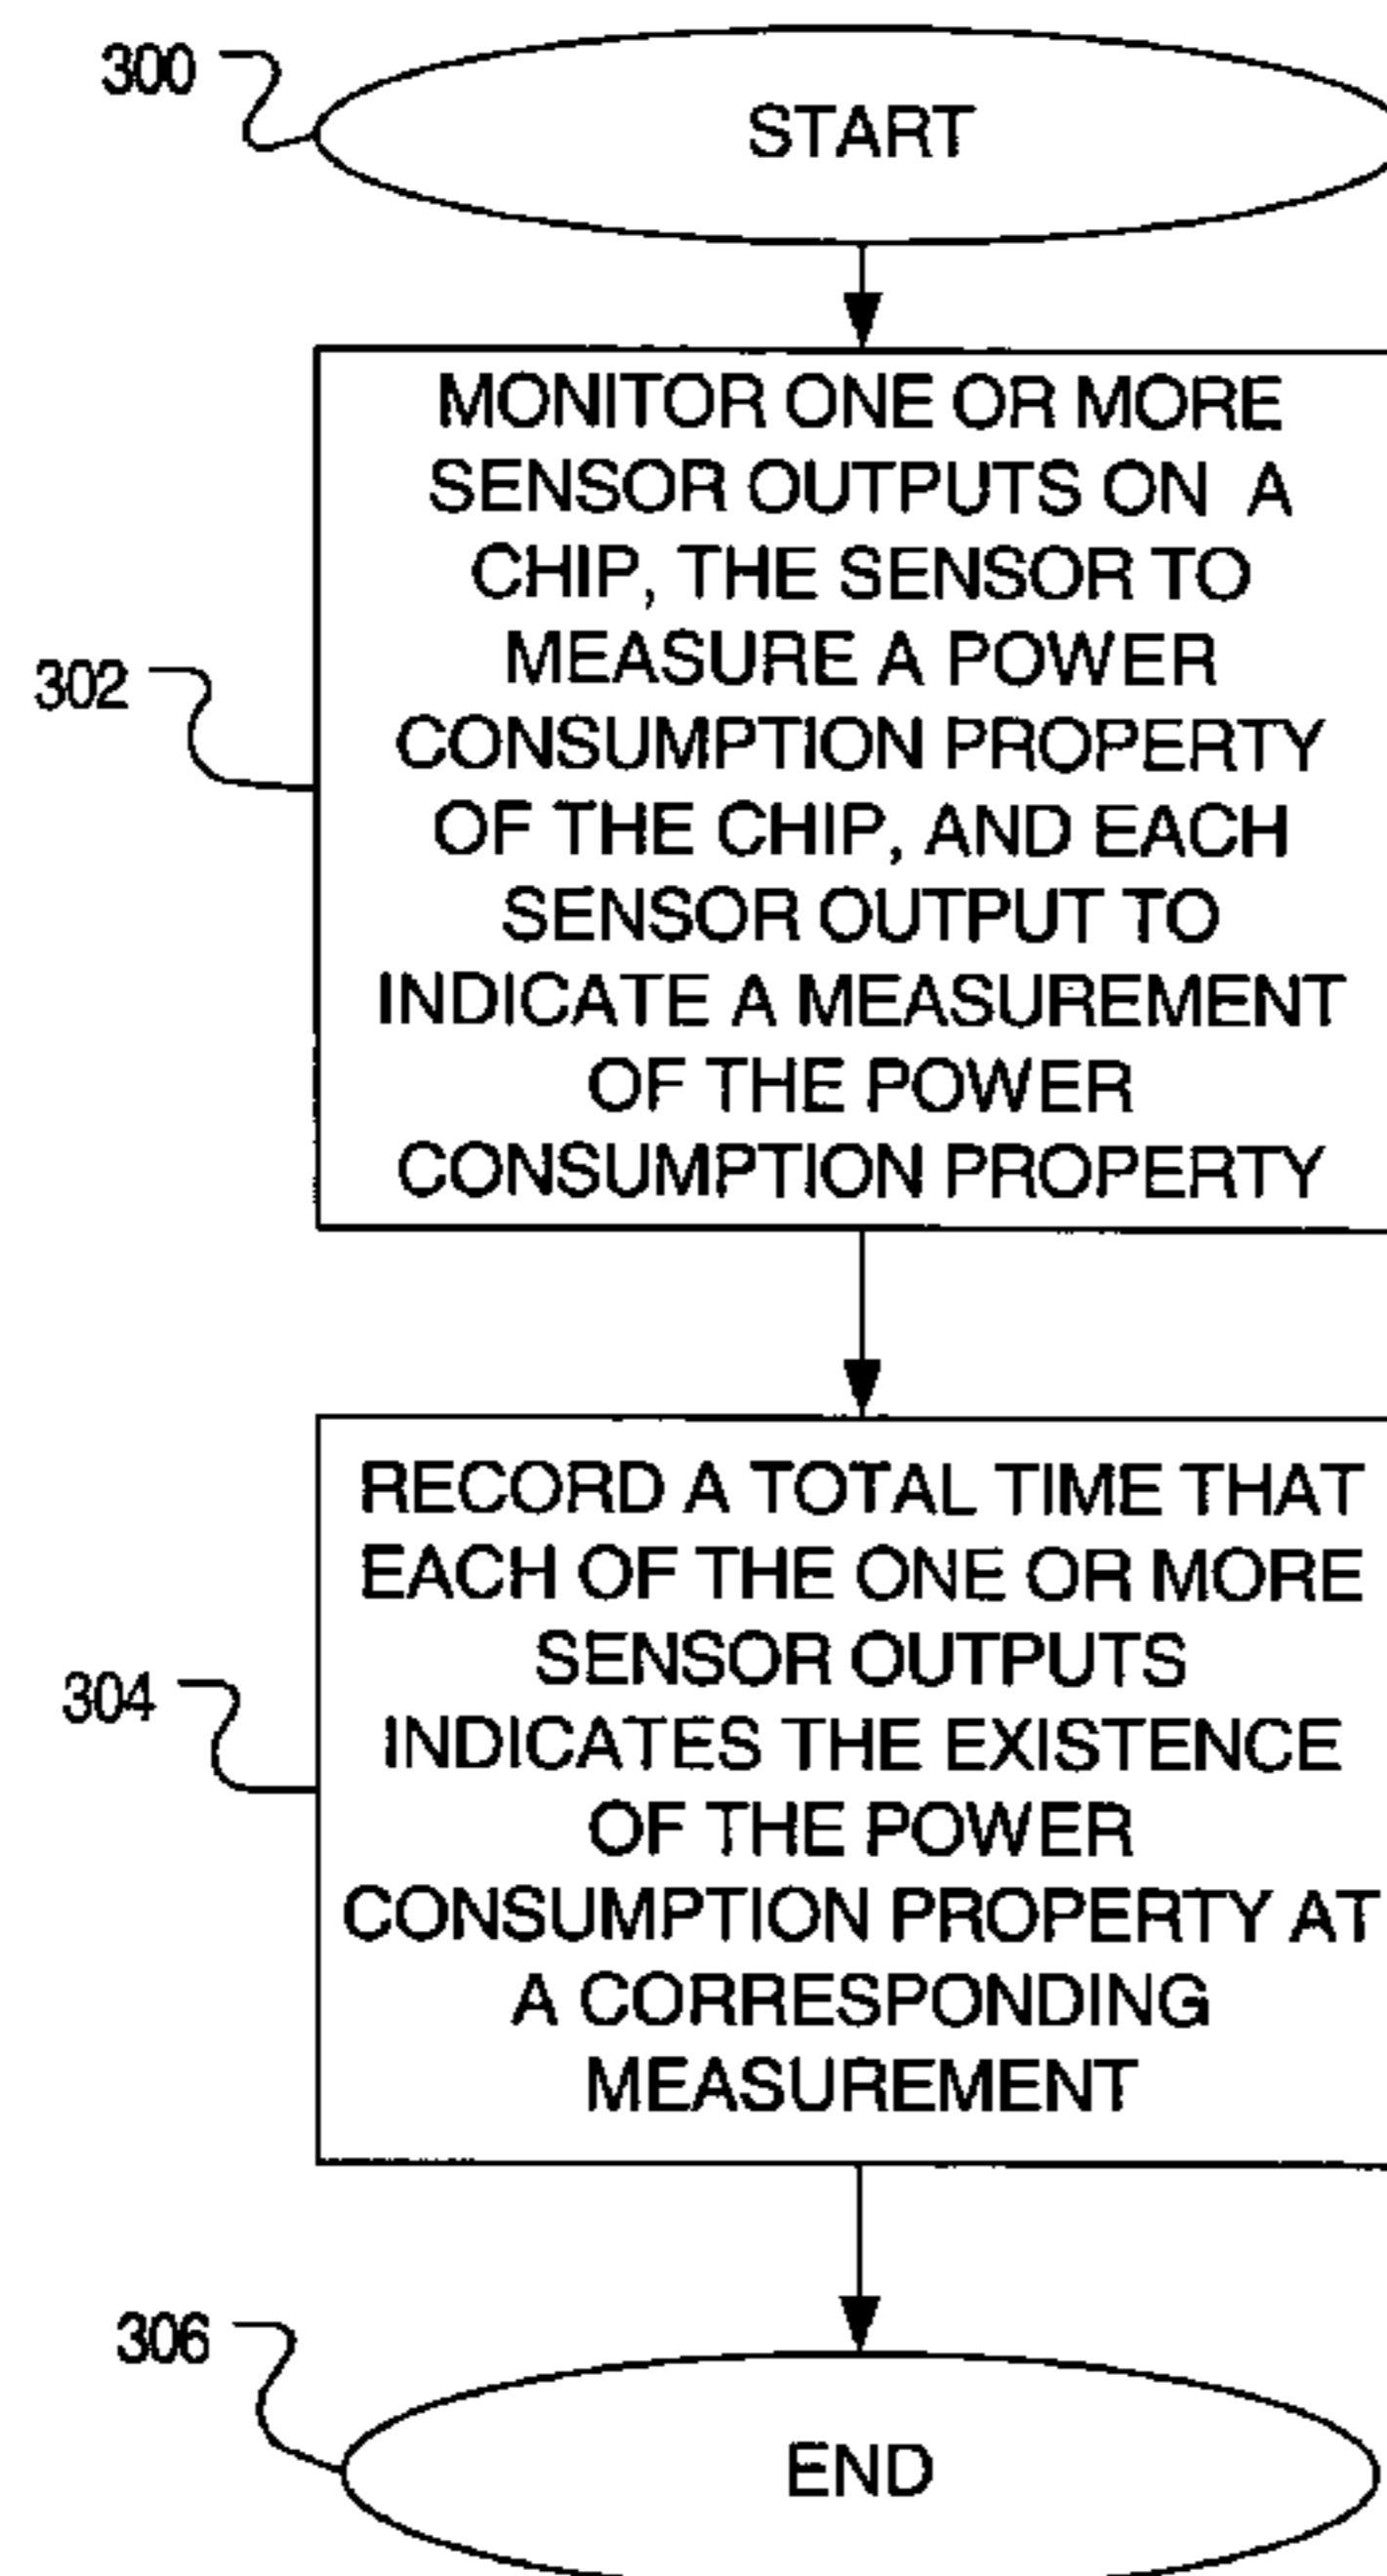 300
START
MONITOR ONE OR MORE
SENSOR OUTPUTS ON A
CHIP, THE SENSOR TO
MEASURE A POWER
302
CONSUMPTION PROPERTY
OF THE CHIP, AND EACH
SENSOR OUTPUT TO
INDICATE A MEASUREMENT
OF THE POWER
CONSUMPTION PROPERTY
RECORD A TOTAL TIME THAT
EACH OF THE ONE OR MORE
SENSOR OUTPUTS
304
INDICATES THE EXISTENCE
OF THE POWER
CONSUMPTION PROPERTY AT
A CORRESPONDING
MEASUREMENT
306
END